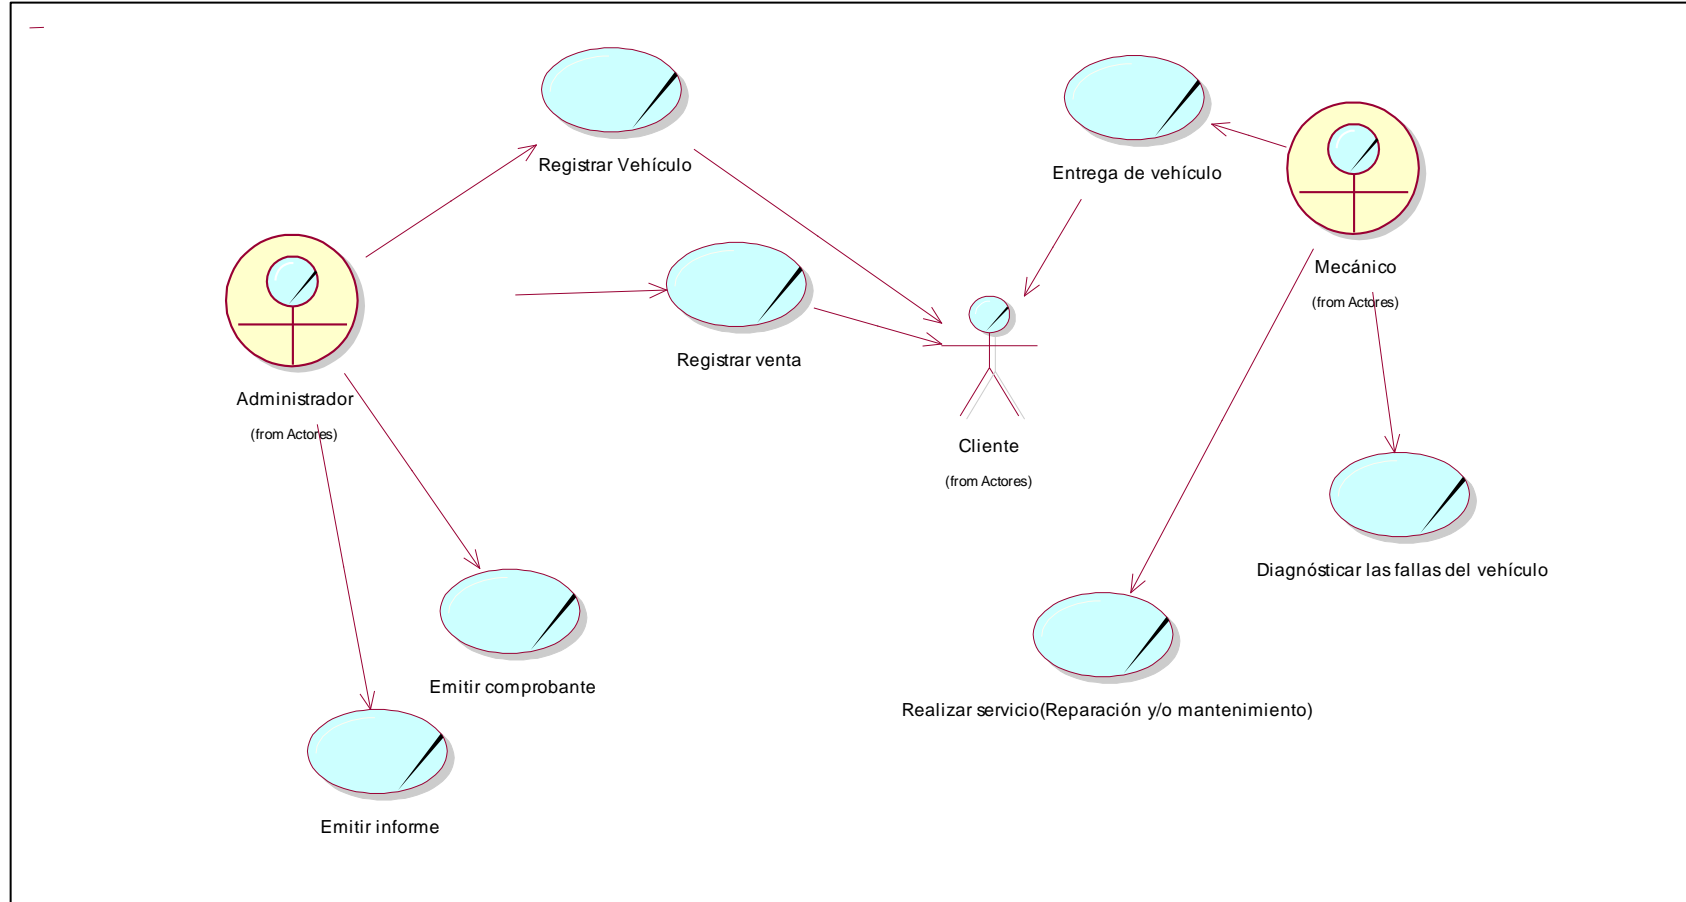 Registrar Vehículo
Entrega de vehículo
Mecánico
(from Actores)
Registrar venta
Administrador
(from Actores)
Cliente
(from Actores)
Diagnósticar las fallas del vehículo
Emitir comprobante
Realizar servicio(Reparación y/o mantenimiento)
Emitir informe